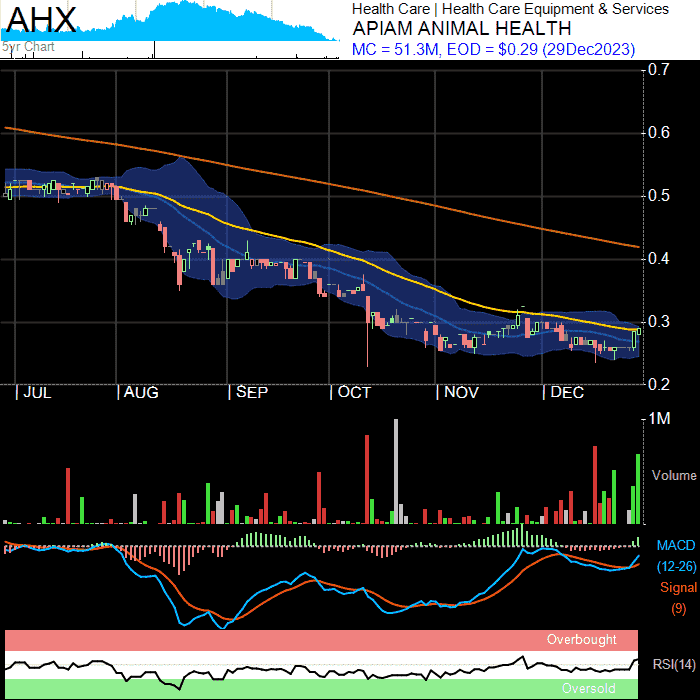 AHX
5yr Chart
Health Care | Health Care Equipment & Services
APIAM ANIMAL HEALTH
MC = 51.3M, EOD = $0.29 (29Dec2023)
0.7
0.6
0.5
0.4
0.3
0.2
| JUL | AUG | SEP | OCT | NOV | DEC
1M
Volume
MACD
(12-26)
Signal
(9)
Overbought
RSI(14)
Oversold